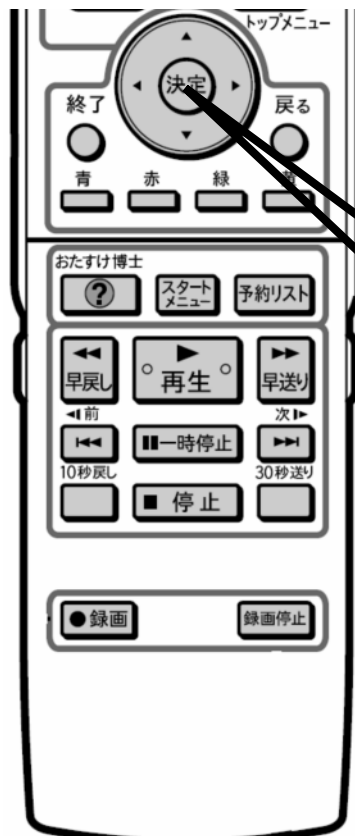 トップメニュー
決定
終了
戻る
青
赤
緑
おたすけ博士
?
スタート
メニュー
予約リスト
早戻し
再生
早送り
前
次
一時停止
10秒戻し
30秒送り
停止
録画
録画停止